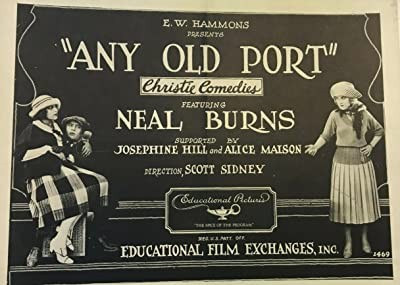 E.W. HAMMONS
PRESENTS
"ANY OLD PORT"
Christie Comedies
FEATURING
NEAL BURNS
SUPPORTED BY
JOSEPHINE HILL AND ALICE MAISON
DIRECTION, SCOTT SIDNEY
Educational Pictures
"THE SPICE OF THE PROGRAM"
REG. U.S. PATT. OFF.
EDUCATIONAL FILM EXCHANGES, INC.
1469